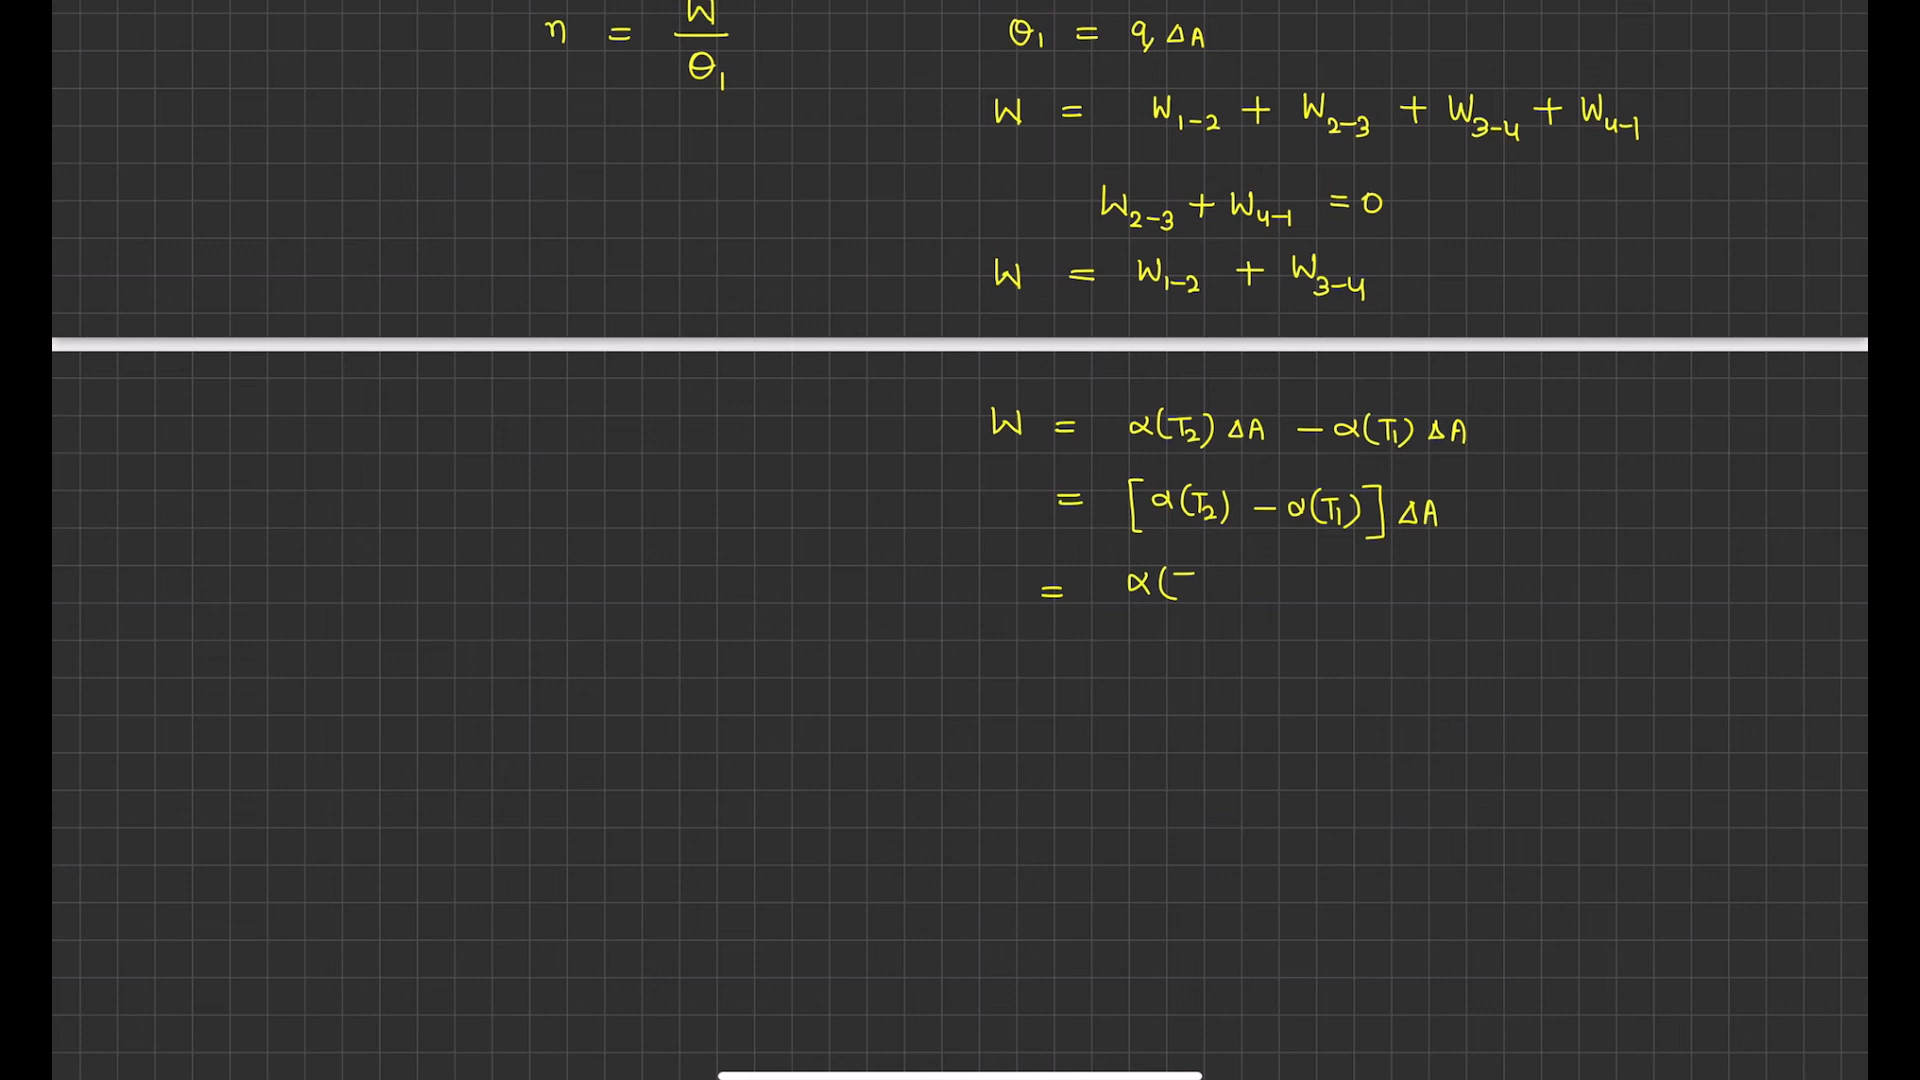 η = W / Θ₁
Θ₁ = q ΔA
W = W₁₋₂ + W₂₋₃ + W₃₋₄ + W₄₋₁
W₂₋₃ + W₄₋₁ = 0
W = W₁₋₂ + W₃₋₄
W = α(T₂) ΔA − α(T₁) ΔA
= [α(T₂) − α(T₁)] ΔA
= α(